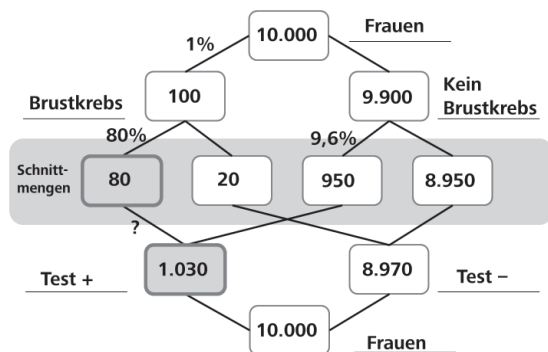 10.000
Frauen
1%
100
9.900
Brustkrebs
Kein
Brustkrebs
80%
9,6%
Schnitt-
mengen
80
20
950
8.950
?
1.030
8.970
Test +
Test –
10.000
Frauen